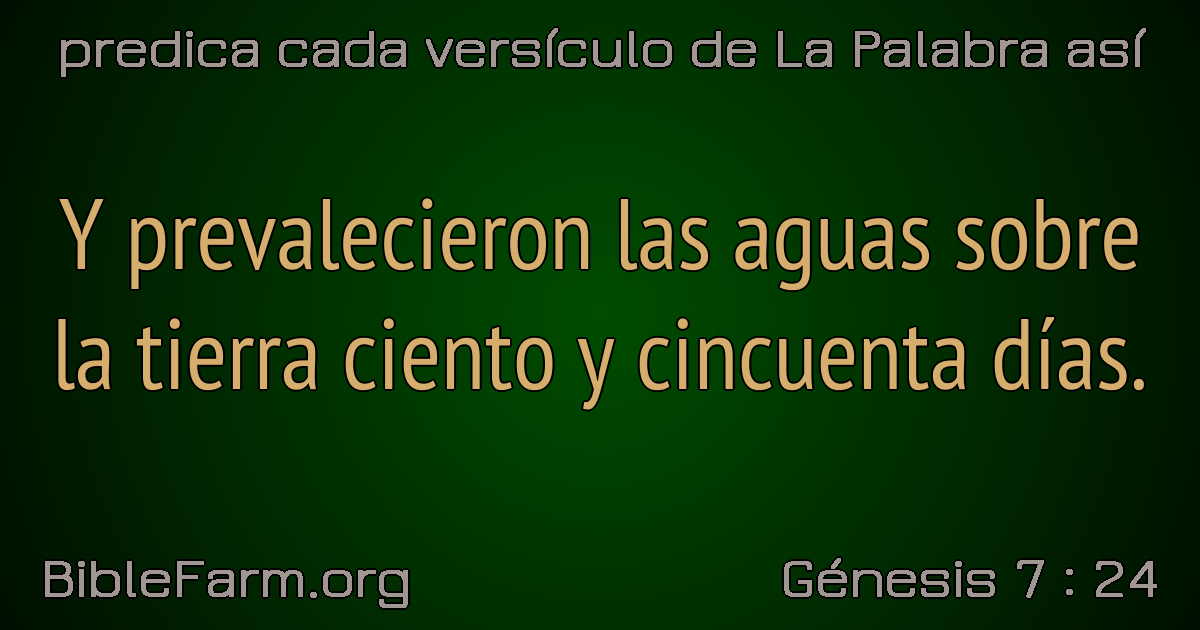 predica cada versículo de La Palabra así
Y prevalecieron las aguas sobre
la tierra ciento y cincuenta días.
BibleFarm.org
Génesis 7 : 24